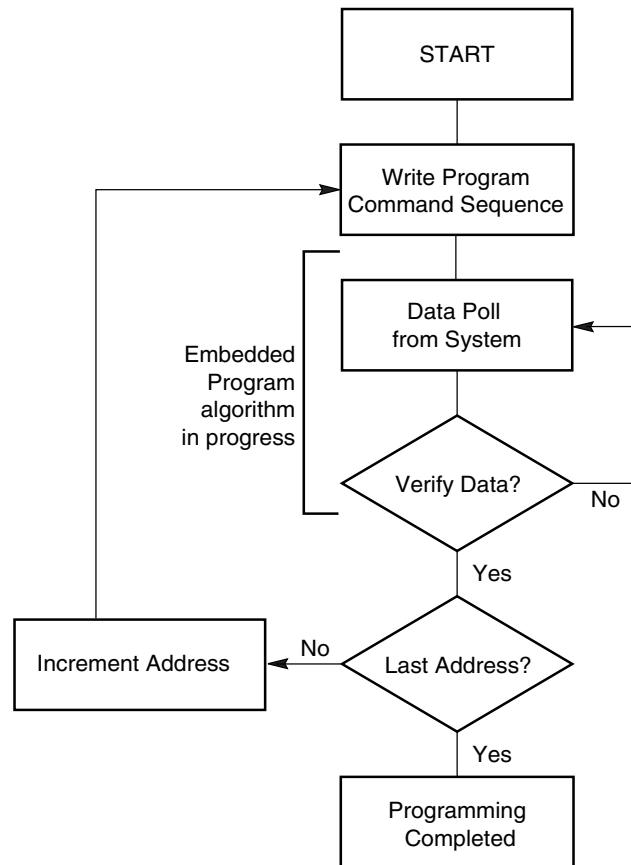 START
Write Program
Command Sequence
Data Poll
from System
Embedded
Program
algorithm
in progress
Verify Data?
No
Yes
No
Increment Address
Last Address?
Yes
Programming
Completed